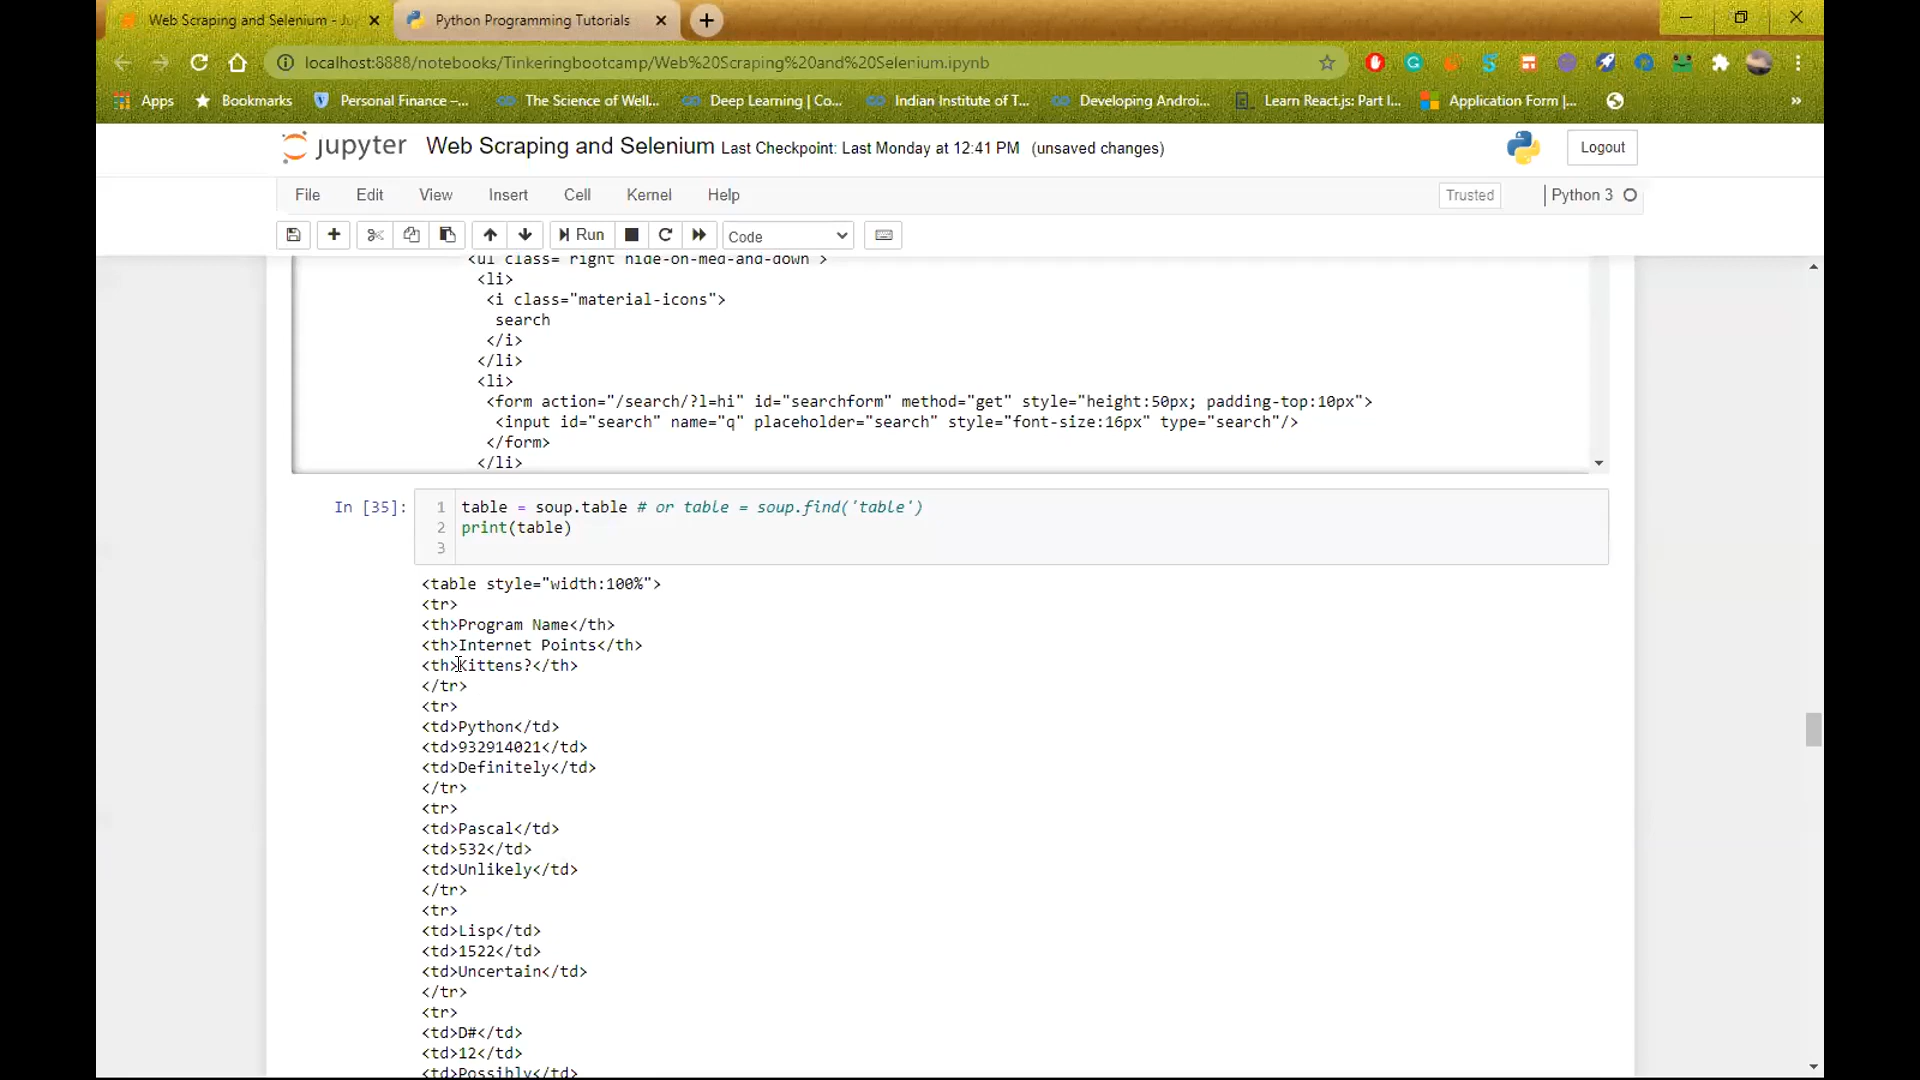 Web Scraping and Selenium - Ju
Python Programming Tutorials
localhost:8888/notebooks/Tinkeringbootcamp/Web%20Scraping%20and%20Selenium.ipynb
Apps
Bookmarks
Personal Finance –...
The Science of Well...
Deep Learning | Co...
Indian Institute of T...
Developing Androi...
Learn React.js: Part I...
Application Form |...
»
jupyter Web Scraping and Selenium Last Checkpoint: Last Monday at 12:41 PM (unsaved changes)
Logout
File Edit View Insert Cell Kernel Help
Trusted
Python 3
Run
Code
<ul class="right hide-on-med-and-down">
<li>
<i class="material-icons">
search
</i>
</li>
<li>
<form action="/search/?l=hi" id="searchform" method="get" style="height:50px; padding-top:10px">
<input id="search" name="q" placeholder="search" style="font-size:16px" type="search"/>
</form>
</li>
In [35]:
1 table = soup.table # or table = soup.find('table')
2 print(table)
3
<table style="width:100%">
<tr>
<th>Program Name</th>
<th>Internet Points</th>
<th>Kittens?</th>
</tr>
<tr>
<td>Python</td>
<td>932914021</td>
<td>Definitely</td>
</tr>
<tr>
<td>Pascal</td>
<td>532</td>
<td>Unlikely</td>
</tr>
<tr>
<td>Lisp</td>
<td>1522</td>
<td>Uncertain</td>
</tr>
<tr>
<td>D#</td>
<td>12</td>
<td>Possibly</td>